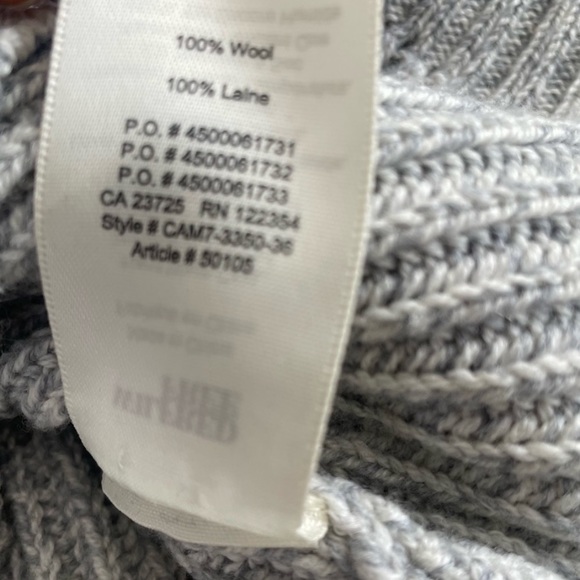 100% Wool
100% Laine
P.O. # 4500061731
P.O. # 4500061732
P.O. # 4500061733
CA 23725 RN 122354
Style # CAM7-3350-36
Article # 50105